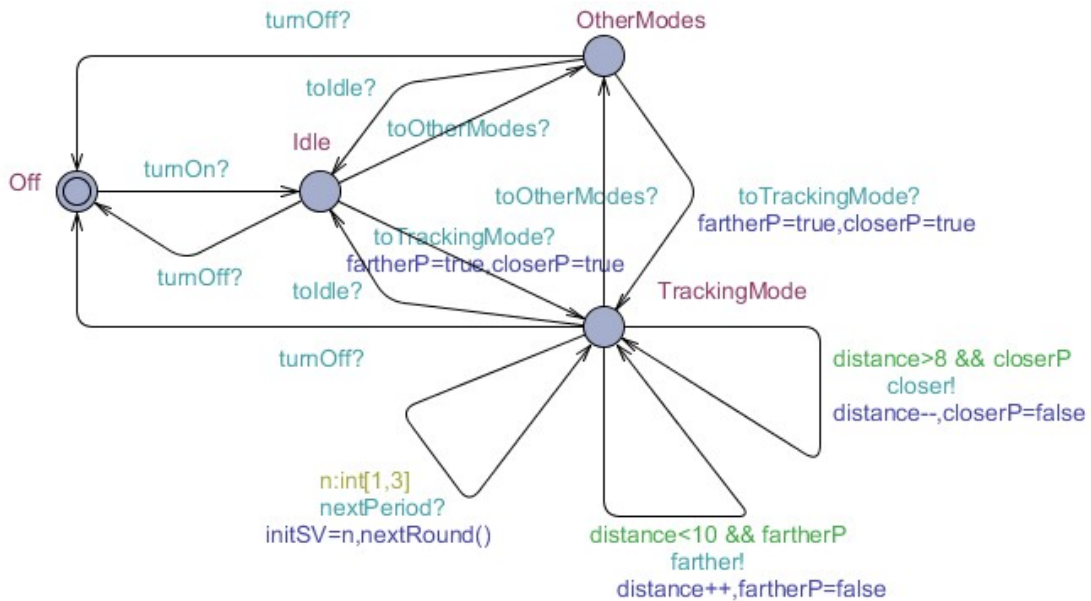 turnOff?
OtherModes
toIdle?
toOtherModes?
Idle
Off
turnOn?
toOtherModes?
toTrackingMode?
fartherP=true,closerP=true
toTrackingMode?
fartherP=true,closerP=true
turnOff?
toIdle?
TrackingMode
turnOff?
distance>8 && closerP
closer!
distance--,closerP=false
n:int[1,3]
nextPeriod?
initSV=n,nextRound()
distance<10 && fartherP
farther!
distance++,fartherP=false